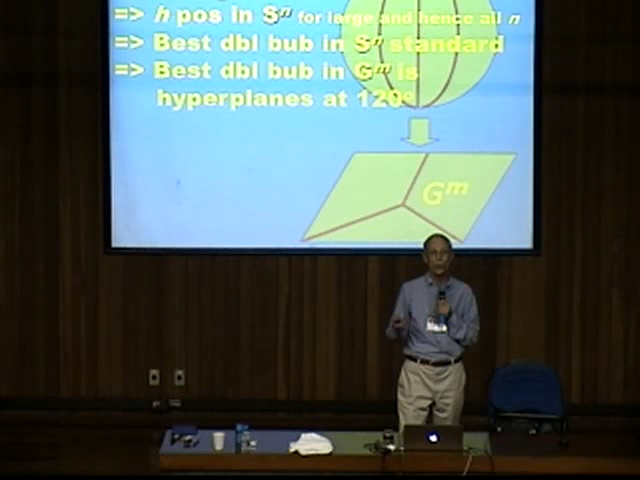 => h pos in Sⁿ for large and hence all n
=> Best dbl bub in Sⁿ standard
=> Best dbl bub in Gᵐ is
hyperplanes at 120º
Gᵐ